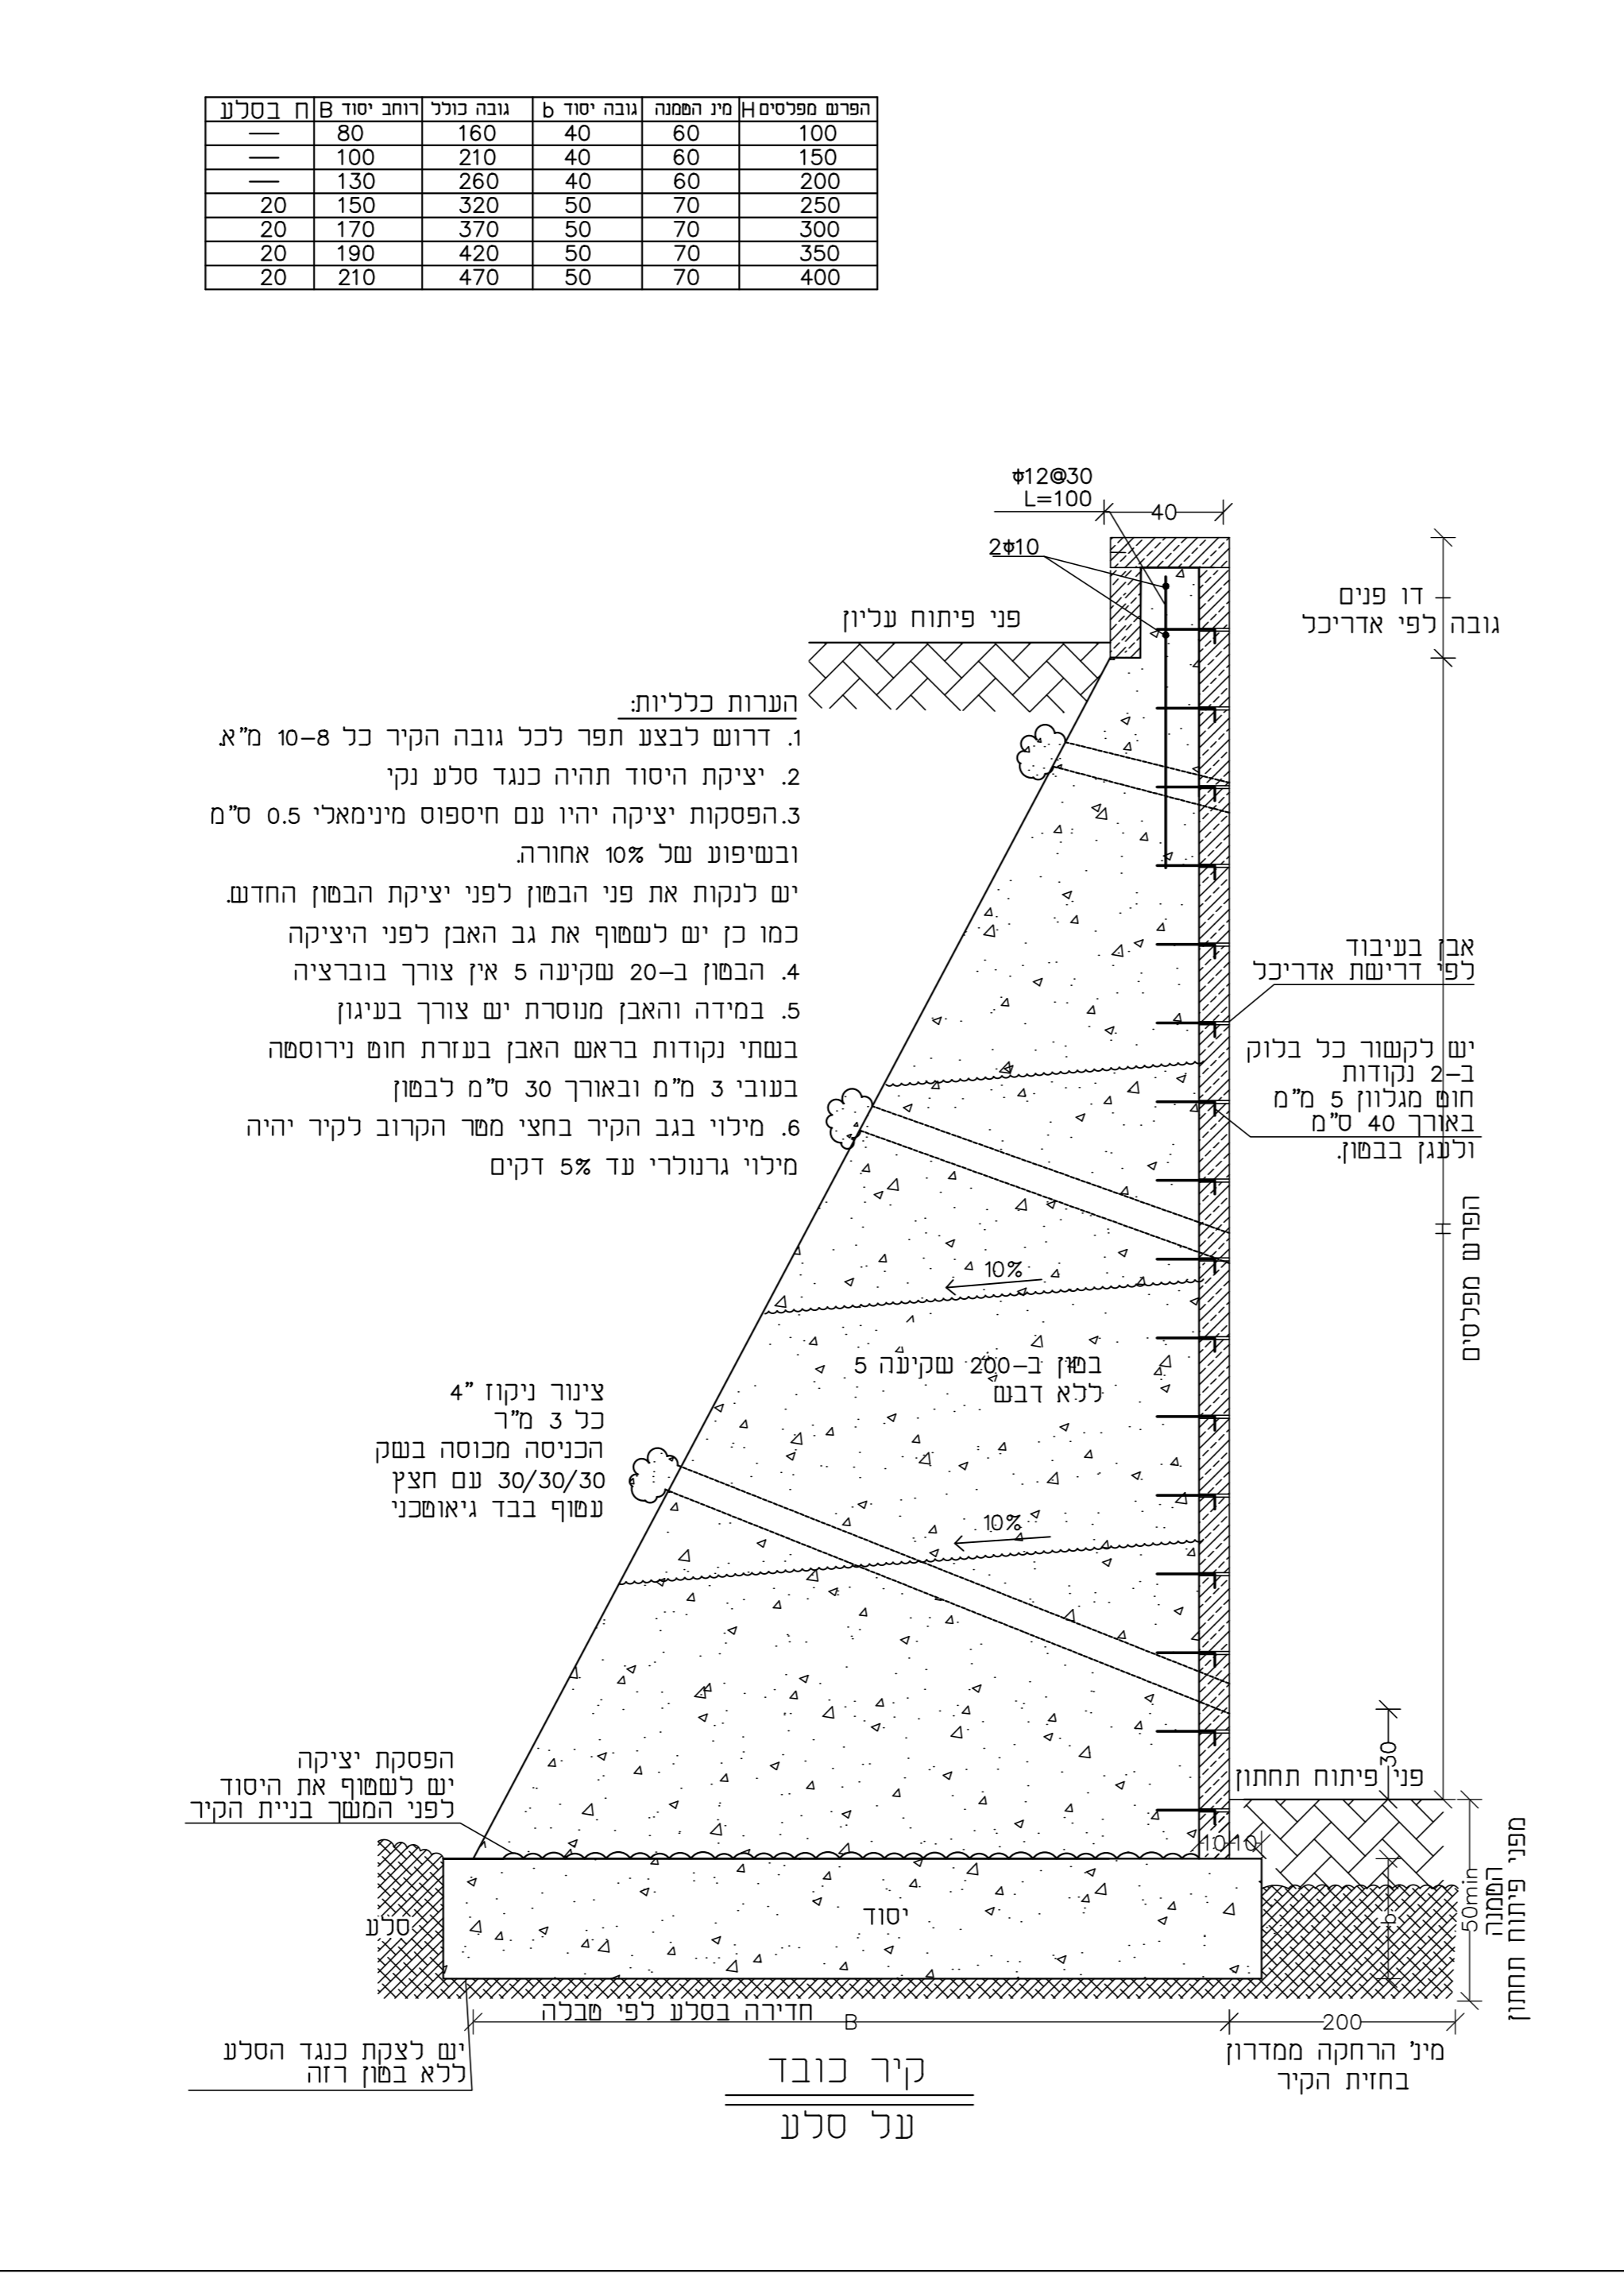 הפרש מפלסים H מינ הטמנה גובה יסוד b גובה כולל רוחב יסוד B ח בסלע
100 60 40 160 80 —
150 60 40 210 100 —
200 60 40 260 130 —
250 70 50 320 150 20
300 70 50 370 170 20
350 70 50 420 190 20
400 70 50 470 210 20
ϕ12@30
L=100
40
2ϕ10
דו פנים
גובה לפי אדריכל
פני פיתוח עליון
הערות כלליות:
1. דרוש לבצע תפר לכל גובה הקיר כל 10-8 מ"א.
2. יציקת היסוד תהיה כנגד סלע נקי
3.הפסקות יציקה יהיו עם חיספוס מינימאלי 0.5 ס"מ
ובשיפוע של 10% אחורה.
יש לנקות את פני הבטון לפני יציקת הבטון החדש.
כמו כן יש לשטוף את גב האבן לפני היציקה
4. הבטון ב-20 שקיעה 5 אין צורך בוברציה
5. במידה והאבן מנוסרת יש צורך בעיגון
בשתי נקודות בראש האבן בעזרת חוט נירוסטה
בעובי 3 מ"מ ובאורך 30 ס"מ לבטון
6. מילוי בגב הקיר בחצי מטר הקרוב לקיר יהיה
מילוי גרנולרי עד 5% דקים
אבן בעיבוד
לפי דרישת אדריכל
יש לקשור כל בלוק
ב-2 נקודות
חוט מגלוון 5 מ"מ
באורך 40 ס"מ
ולעגן בבטון.
הפרש מפלסים
H
10%
בטון ב-200 שקיעה 5 "4
ללא דבש
צינור ניקוז "4
כל 3 מ"ר
הכניסה מכוסה בשק
30/30/30 עם חצץ
עטוף בבד גיאוטכני
10%
הפסקת יציקה
יש לשטוף את היסוד
לפני המשך בניית הקיר
30
פני פיתוח תחתון
10 10
50min
הטמנה
מפני פיתוח תחתון
b
סלע
יסוד
חדירה בסלע לפי טבלה
B
200
יש לצקת כנגד הסלע
ללא בטון רזה
מינ' הרחקה ממדרון
בחזית הקיר
קיר כובד
על סלע